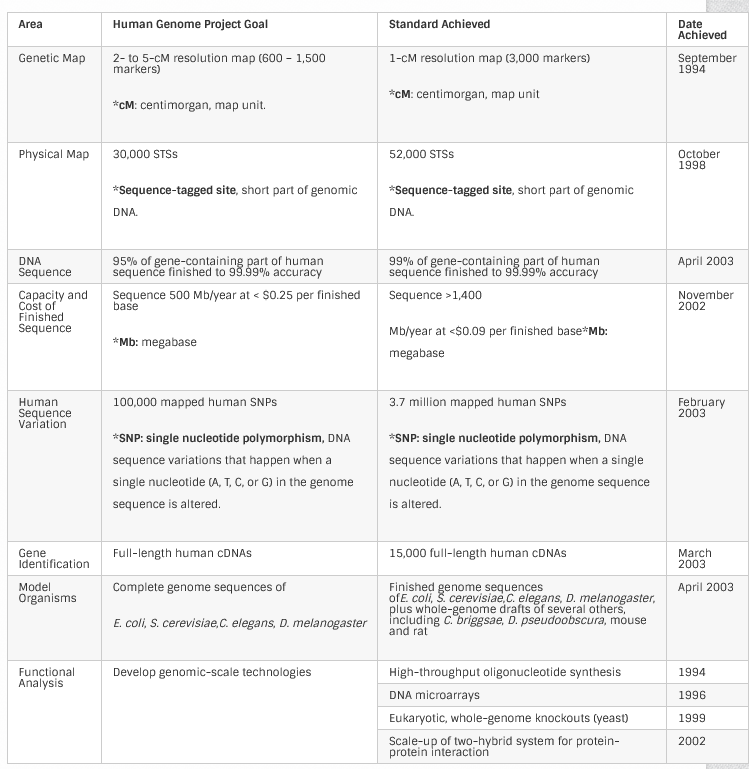 Area
Human Genome Project Goal
Standard Achieved
Date
Achieved
Genetic Map
2- to 5-cM resolution map (600 – 1,500
markers)
*cM: centimorgan, map unit.
1-cM resolution map (3,000 markers)
*cM: centimorgan, map unit
September
1994
Physical Map
30,000 STSs
*Sequence-tagged site, short part of genomic
DNA.
52,000 STSs
*Sequence-tagged site, short part of genomic
DNA.
October
1998
DNA
Sequence
95% of gene-containing part of human
sequence finished to 99.99% accuracy
99% of gene-containing part of human
sequence finished to 99.99% accuracy
April 2003
Capacity and
Cost of
Finished
Sequence
Sequence 500 Mb/year at < $0.25 per finished
base
*Mb: megabase
Sequence >1,400
Mb/year at <$0.09 per finished base*Mb:
megabase
November
2002
Human
Sequence
Variation
100,000 mapped human SNPs
*SNP: single nucleotide polymorphism, DNA
sequence variations that happen when a
single nucleotide (A, T, C, or G) in the genome
sequence is altered.
3.7 million mapped human SNPs
*SNP: single nucleotide polymorphism, DNA
sequence variations that happen when a single
nucleotide (A, T, C, or G) in the genome sequence
is altered.
February
2003
Gene
Identification
Full-length human cDNAs
15,000 full-length human cDNAs
March
2003
Model
Organisms
Complete genome sequences of
E. coli, S. cerevisiae,C. elegans, D. melanogaster
Finished genome sequences
ofE. coli, S. cerevisiae,C. elegans, D. melanogaster,
plus whole-genome drafts of several others,
including C. briggsae, D. pseudoobscura, mouse
and rat
April 2003
Functional
Analysis
Develop genomic-scale technologies
High-throughput oligonucleotide synthesis
1994
DNA microarrays
1996
Eukaryotic, whole-genome knockouts (yeast)
1999
Scale-up of two-hybrid system for protein-
protein interaction
2002